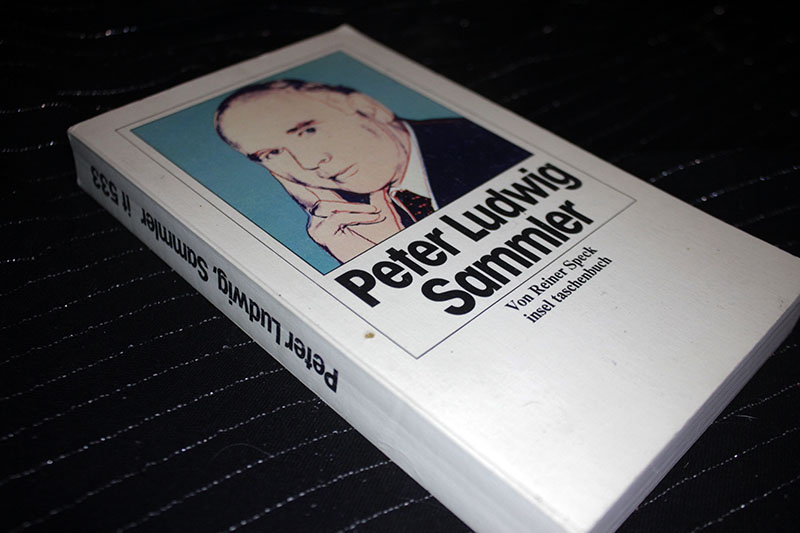 Peter Ludwig
Sammler
Von Reiner Speck
insel taschenbuch
Peter Ludwig, Sammler it 533